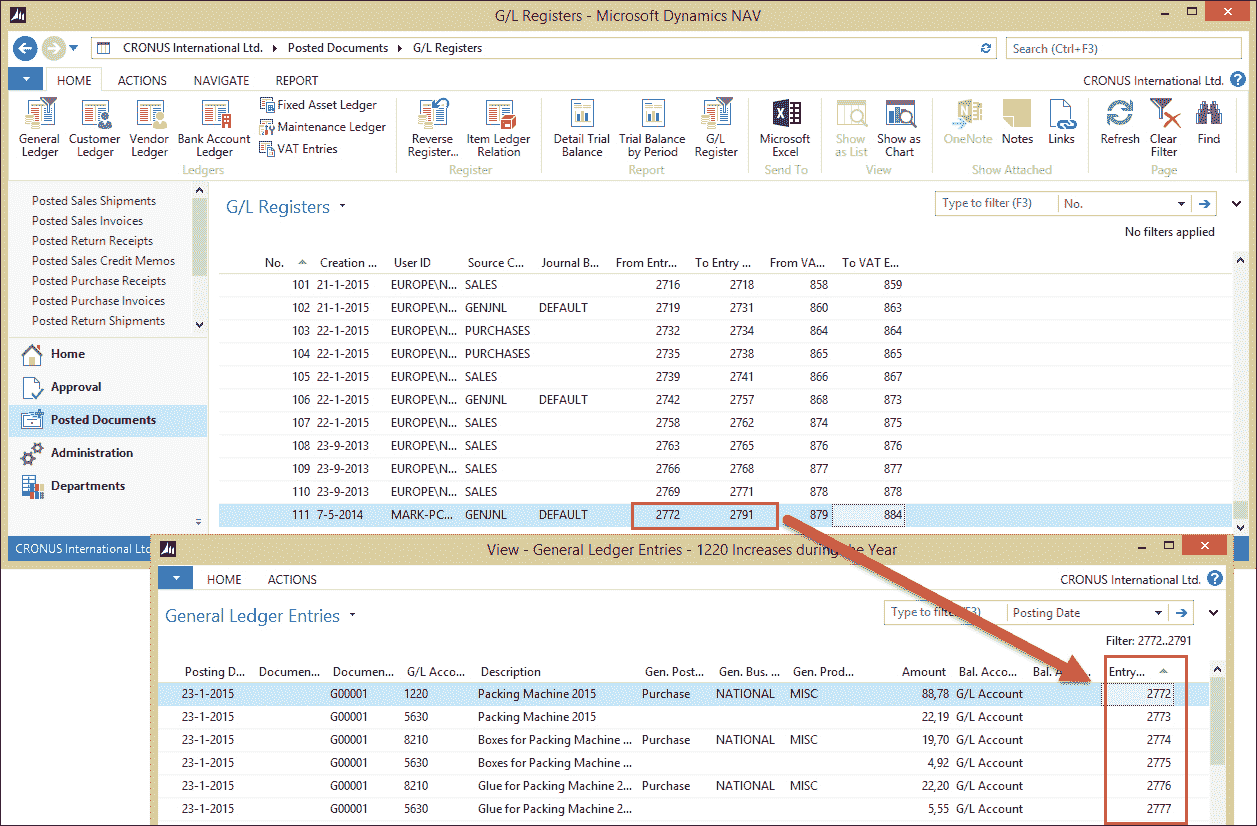 G/L Registers - Microsoft Dynamics NAV
CRONUS International Ltd. Posted Documents G/L Registers
Search (Ctrl+F3)
HOME ACTIONS NAVIGATE REPORT
CRONUS International Ltd.
General Ledger
Customer Ledger
Vendor Ledger
Bank Account Ledger
Fixed Asset Ledger
Maintenance Ledger
VAT Entries
Ledgers
Reverse Register...
Item Ledger Relation
Register
Detail Trial Balance
Trial Balance by Period
G/L Register
Report
Microsoft Excel
Send To
Show as List
Show as Chart
View
OneNote
Notes
Links
Show Attached
Refresh
Clear Filter
Find
Page
Posted Sales Shipments
Posted Sales Invoices
Posted Return Receipts
Posted Sales Credit Memos
Posted Purchase Receipts
Posted Purchase Invoices
Posted Return Shipments
Home
Approval
Posted Documents
Administration
Departments
G/L Registers
Type to filter (F3) No.
No filters applied
No. Creation ... User ID Source C... Journal B... From Entr... To Entry ... From VA... To VAT E...
101 21-1-2015 EUROPE\N... SALES 2716 2718 858 859
102 21-1-2015 EUROPE\N... GENJNL DEFAULT 2719 2731 860 863
103 22-1-2015 EUROPE\N... PURCHASES 2732 2734 864 864
104 22-1-2015 EUROPE\N... PURCHASES 2735 2738 865 865
105 22-1-2015 EUROPE\N... SALES 2739 2741 866 867
106 22-1-2015 EUROPE\N... GENJNL DEFAULT 2742 2757 868 873
107 22-1-2015 EUROPE\N... SALES 2758 2762 874 875
108 23-9-2013 EUROPE\N... SALES 2763 2765 876 876
109 23-9-2013 EUROPE\N... SALES 2766 2768 877 877
110 23-9-2013 EUROPE\N... SALES 2769 2771 878 878
111 7-5-2014 MARK-PC... GENJNL DEFAULT 2772 2791 879 884
CRONUS International Ltd
View - General Ledger Entries - 1220 Increases during the Year
HOME ACTIONS
CRONUS International Ltd.
General Ledger Entries
Type to filter (F3) Posting Date
Filter: 2772..2791
Posting D... Documen... Documen... G/L Acco... Description Gen. Post... Gen. Bus. ... Gen. Prod... Amount Bal. Acco... Bal. Entry...
23-1-2015 G00001 1220 Packing Machine 2015 Purchase NATIONAL MISC 88,78 G/L Account 2772
23-1-2015 G00001 5630 Packing Machine 2015 22,19 G/L Account 2773
23-1-2015 G00001 8210 Boxes for Packing Machine ... Purchase NATIONAL MISC 19,70 G/L Account 2774
23-1-2015 G00001 5630 Boxes for Packing Machine ... 4,92 G/L Account 2775
23-1-2015 G00001 8210 Glue for Packing Machine 2... Purchase NATIONAL MISC 22,20 G/L Account 2776
23-1-2015 G00001 5630 Glue for Packing Machine 2... 5,55 G/L Account 2777